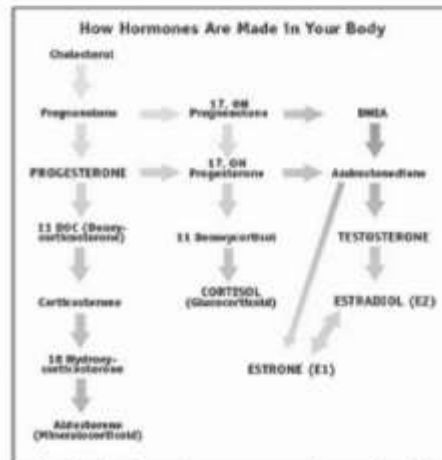 How Hormones Are Made In Your Body
Cholesterol
Pregnenolone
17, OH
Pregnenolone
DHEA
PROGESTERONE
17, OH
Progesterone
Androstenedione
11 DOC (Deoxy-
corticosterone)
11 Deoxycortisol
TESTOSTERONE
Corticosterone
CORTISOL
(Glucocorticoid)
ESTRADIOL (E2)
18 Hydroxy-
corticosterone
ESTRONE (E1)
Aldosterone
(Mineralocorticoid)